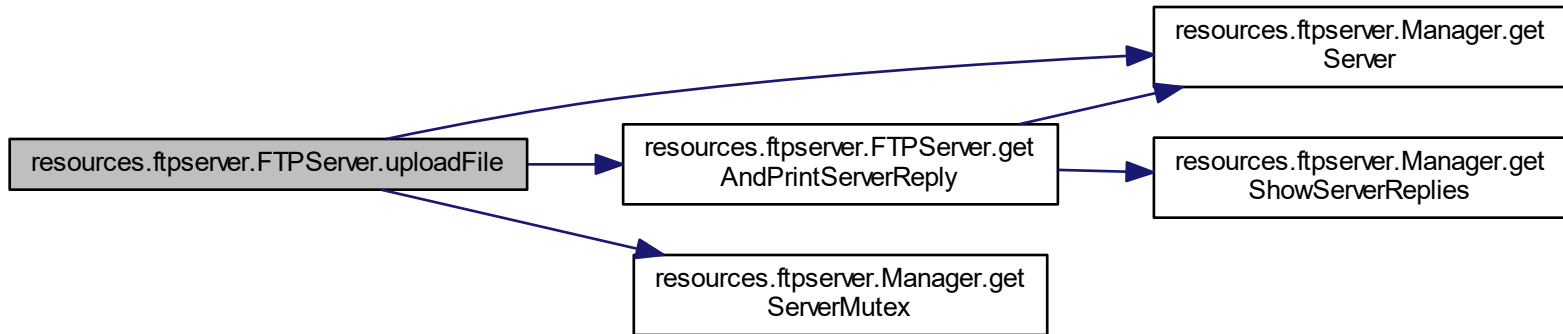 resources.ftpserver.FTPServer.uploadFile
resources.ftpserver.FTPServer.get
AndPrintServerReply
resources.ftpserver.Manager.get
ServerMutex
resources.ftpserver.Manager.get
Server
resources.ftpserver.Manager.get
ShowServerReplies